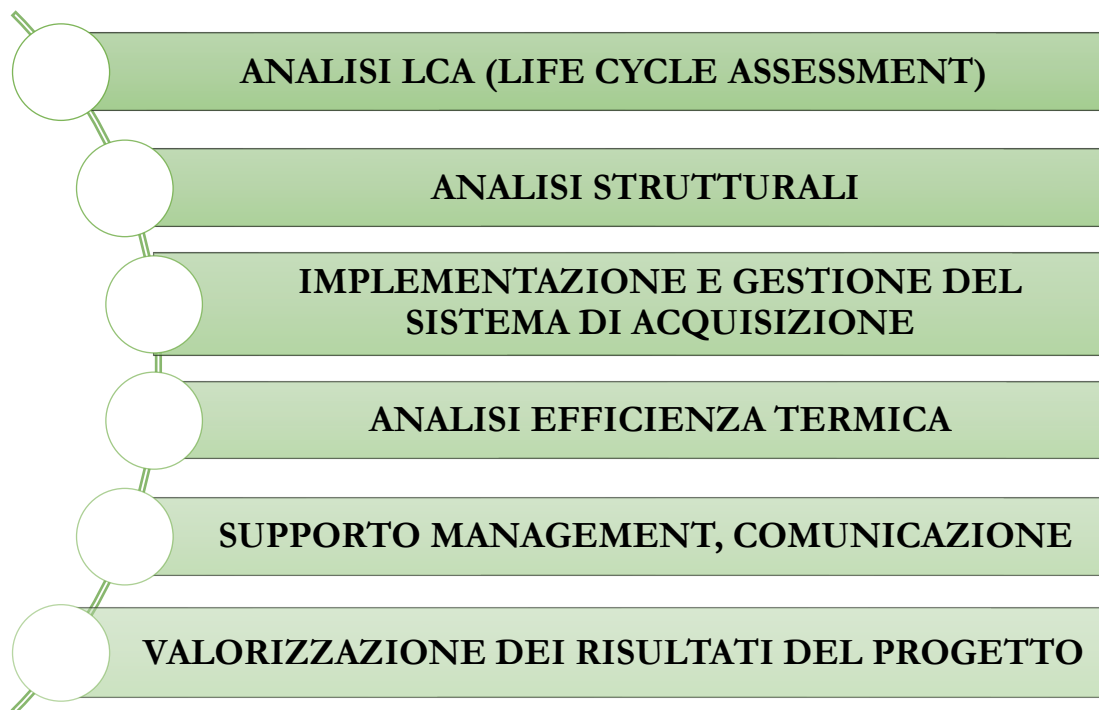 ANALISI LCA (LIFE CYCLE ASSESSMENT)
ANALISI STRUTTURALI
IMPLEMENTAZIONE E GESTIONE DEL
SISTEMA DI ACQUISIZIONE
ANALISI EFFICIENZA TERMICA
SUPPORTO MANAGEMENT, COMUNICAZIONE
VALORIZZAZIONE DEI RISULTATI DEL PROGETTO